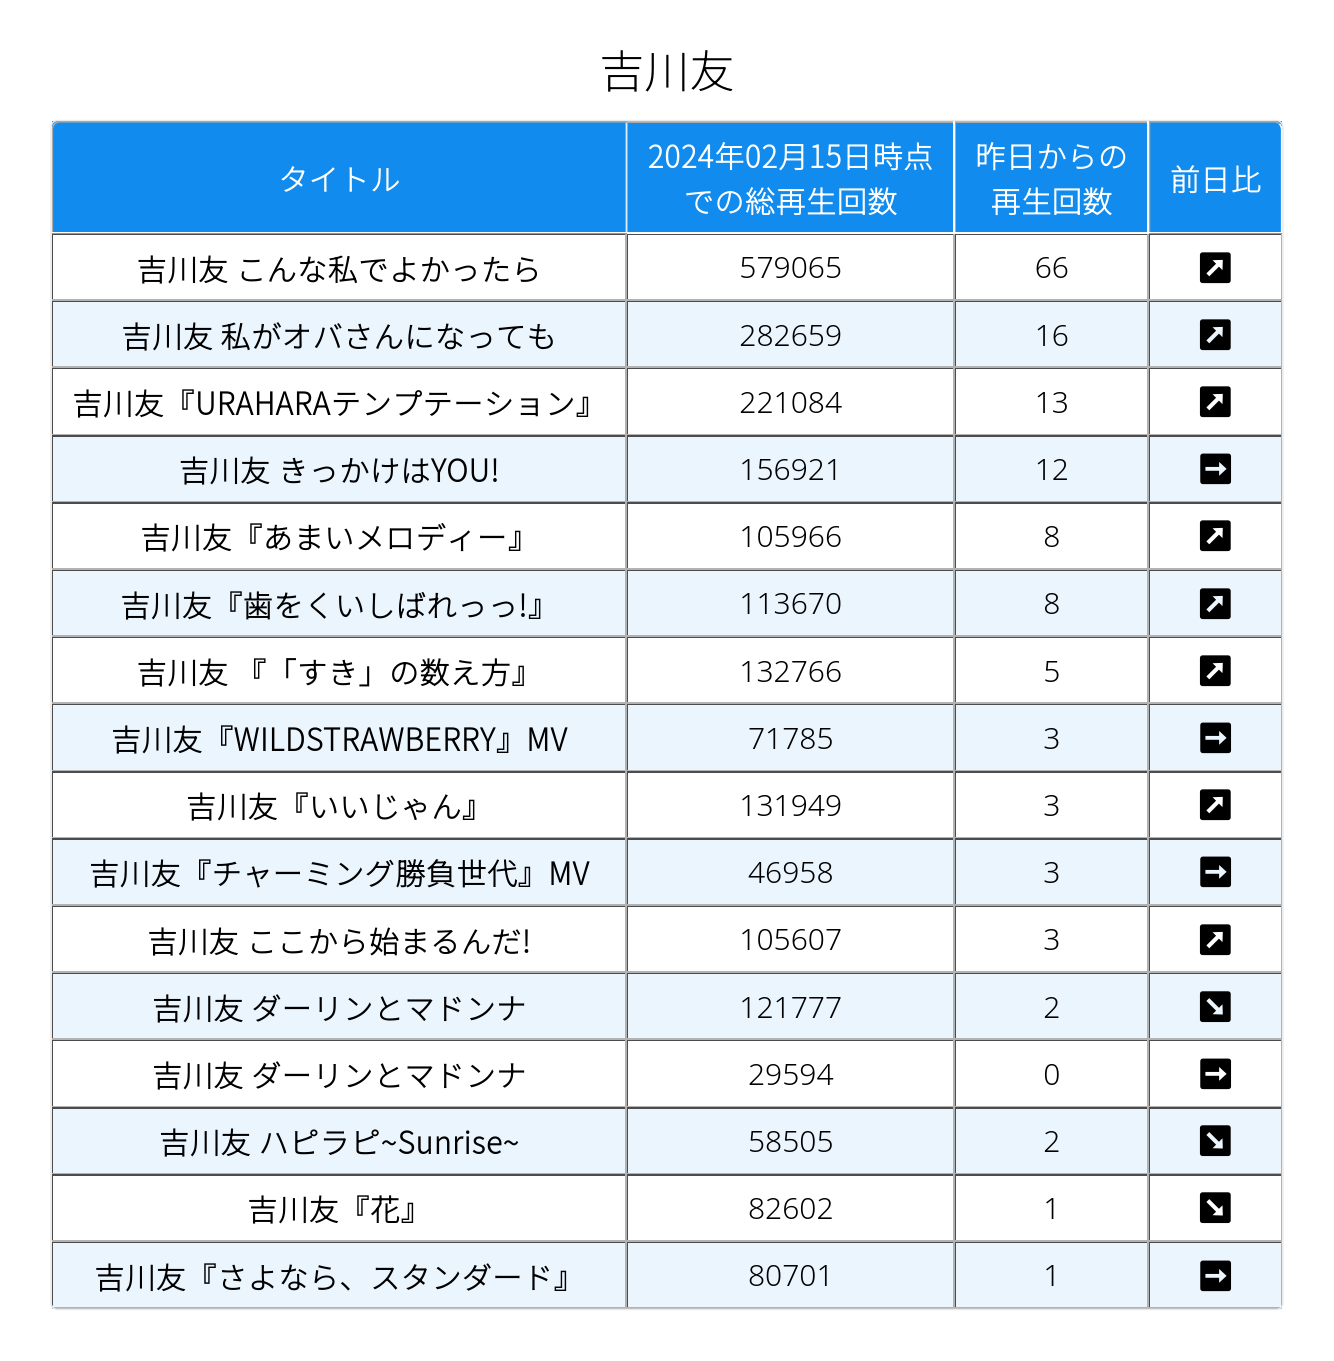 吉川友
タイトル
2024年02月15日時点
での総再生回数
昨日からの
再生回数
前日比
吉川友 こんな私でよかったら 579065 66
吉川友 私がオバさんになっても 282659 16
吉川友『URAHARAテンプテーション』 221084 13
吉川友 きっかけはYOU! 156921 12
吉川友『あまいメロディー』 105966 8
吉川友『歯をくいしばれっっ!』 113670 8
吉川友 『「すき」の数え方』 132766 5
吉川友『WILDSTRAWBERRY』MV 71785 3
吉川友『いいじゃん』 131949 3
吉川友『チャーミング勝負世代』MV 46958 3
吉川友 ここから始まるんだ! 105607 3
吉川友 ダーリンとマドンナ 121777 2
吉川友 ダーリンとマドンナ 29594 0
吉川友 ハピラピ~Sunrise~ 58505 2
吉川友『花』 82602 1
吉川友『さよなら、スタンダード』 80701 1